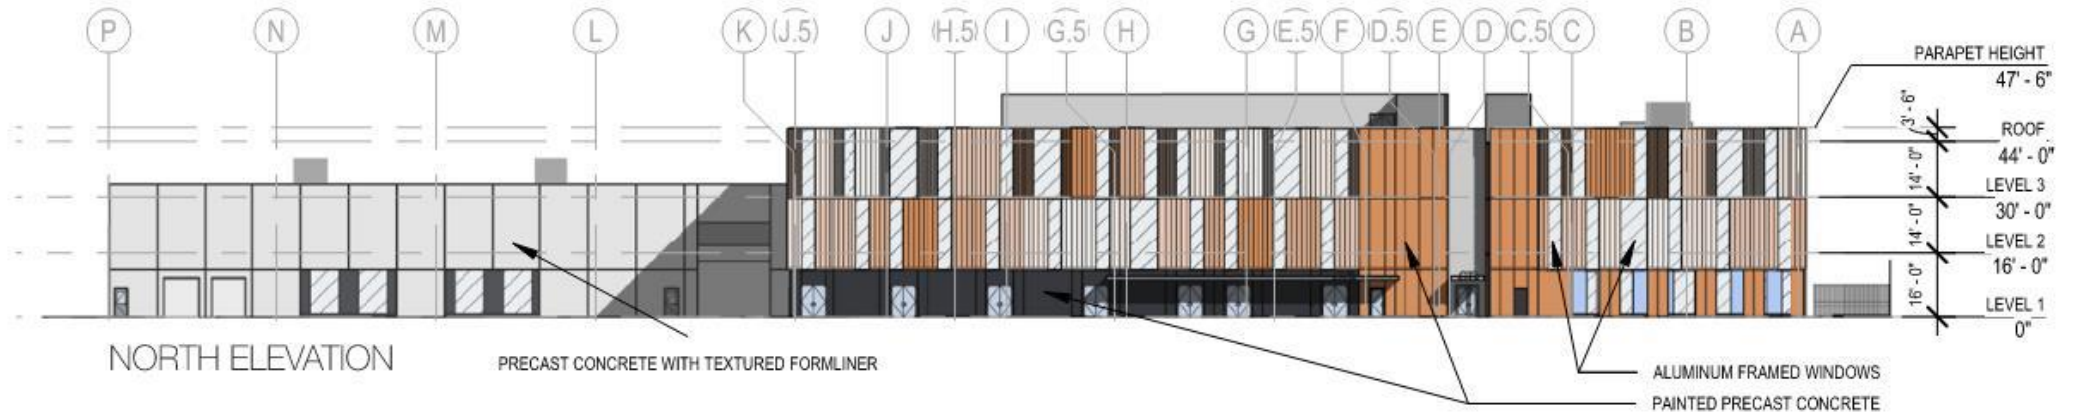 P N M L K (J.5) J (H.5) I G.5 H G (E.5) F (D.5) E D (C.5) C B A
PARAPET HEIGHT
47' - 6"
3' - 6"
ROOF
44' - 0"
14' - 0"
LEVEL 3
30' - 0"
14' - 0"
LEVEL 2
16' - 0"
16' - 0"
LEVEL 1
0"
NORTH ELEVATION
PRECAST CONCRETE WITH TEXTURED FORMLINER
ALUMINUM FRAMED WINDOWS
PAINTED PRECAST CONCRETE